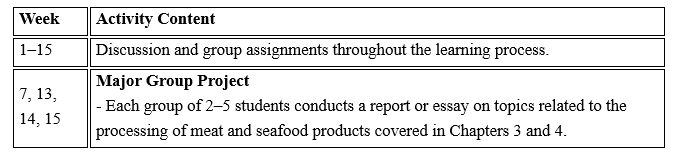 Week Activity Content
1–15 Discussion and group assignments throughout the learning process.
7, 13,
14, 15
Major Group Project
- Each group of 2–5 students conducts a report or essay on topics related to the
processing of meat and seafood products covered in Chapters 3 and 4.